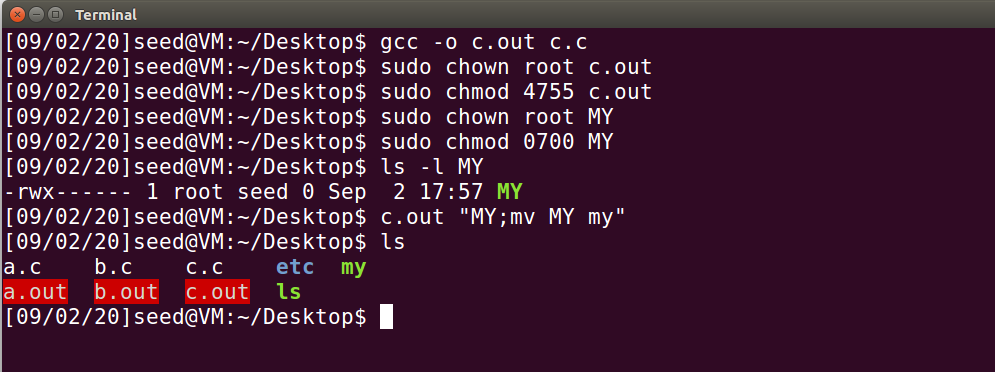 Terminal
[09/02/20]seed@VM:~/Desktop$ gcc -o c.out c.c
[09/02/20]seed@VM:~/Desktop$ sudo chown root c.out
[09/02/20]seed@VM:~/Desktop$ sudo chmod 4755 c.out
[09/02/20]seed@VM:~/Desktop$ sudo chown root MY
[09/02/20]seed@VM:~/Desktop$ sudo chmod 0700 MY
[09/02/20]seed@VM:~/Desktop$ ls -l MY
-rwx------ 1 root seed 0 Sep  2 17:57 MY
[09/02/20]seed@VM:~/Desktop$ c.out "MY;mv MY my"
[09/02/20]seed@VM:~/Desktop$ ls
a.c    b.c    c.c    etc  my
a.out  b.out  c.out  ls
[09/02/20]seed@VM:~/Desktop$